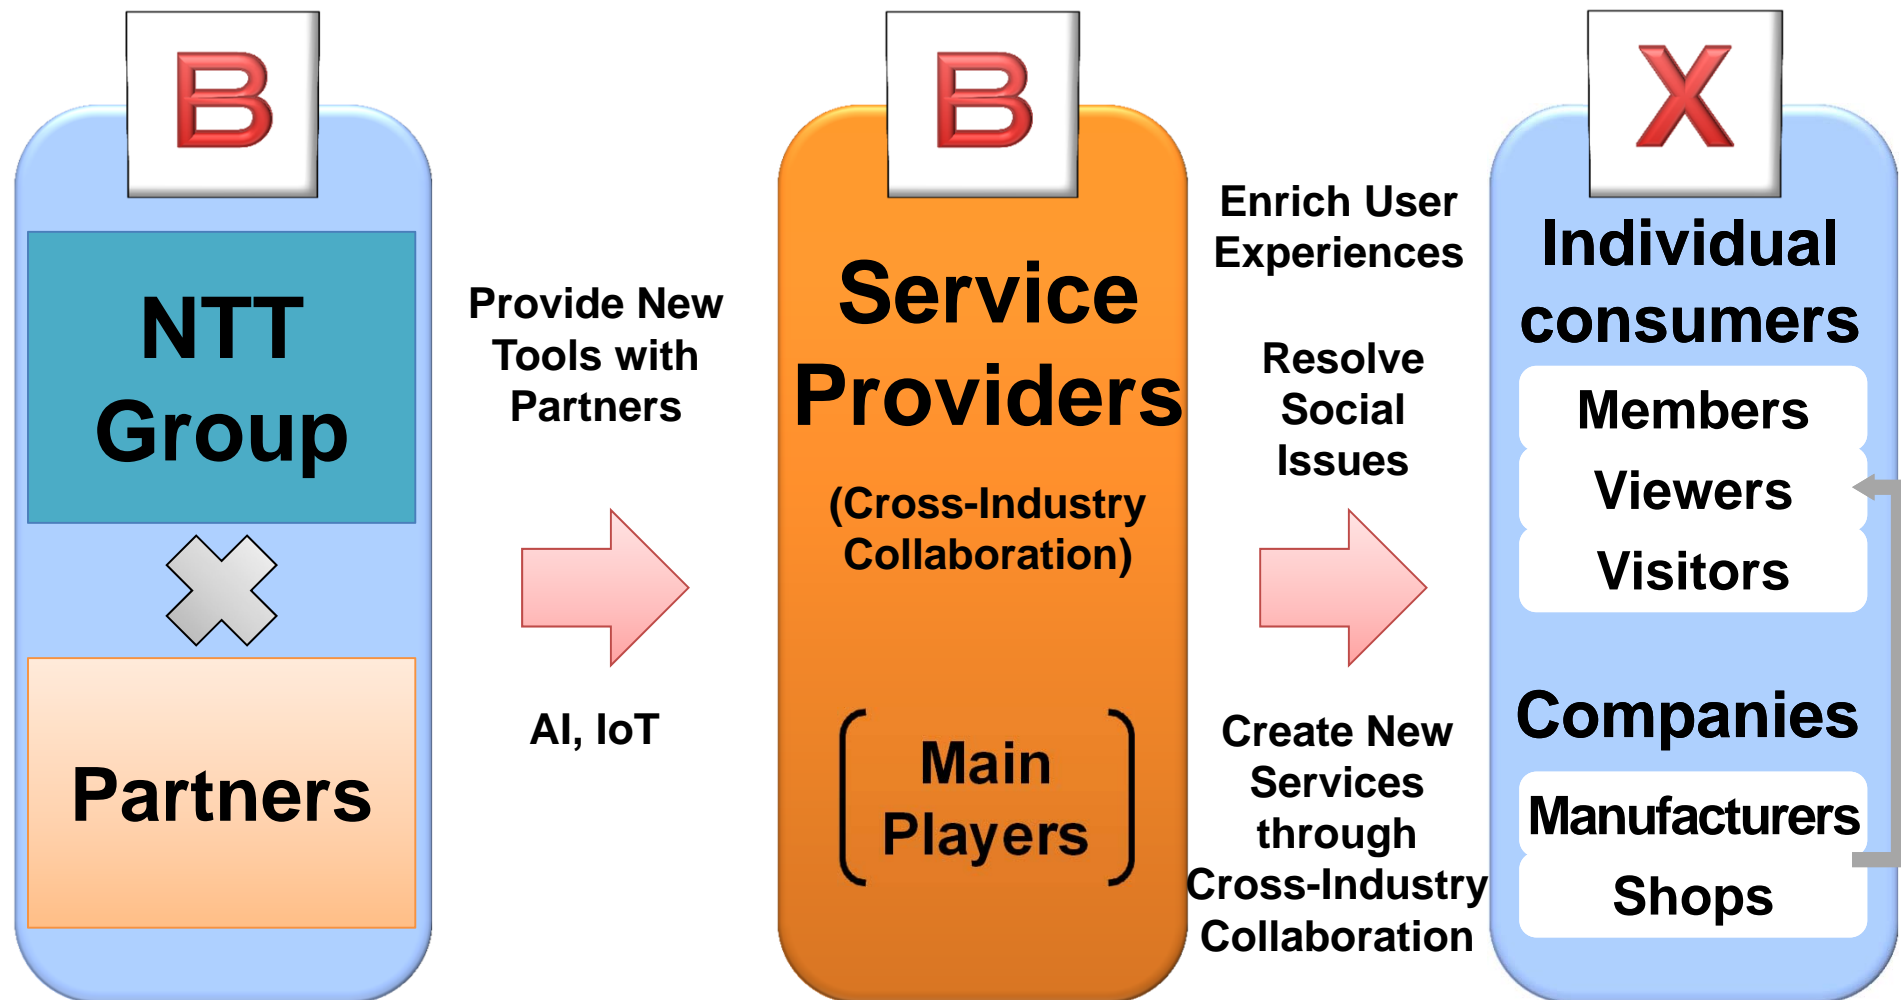 B
NTT
Group
Partners
Provide New
Tools with
Partners
AI, IoT
B
Service
Providers
(Cross-Industry
Collaboration)
Main
Players
Enrich User
Experiences
Resolve
Social
Issues
Create New
Services
through
Cross-Industry
Collaboration
X
Individual
consumers
Members
Viewers
Visitors
Companies
Manufacturers
Shops